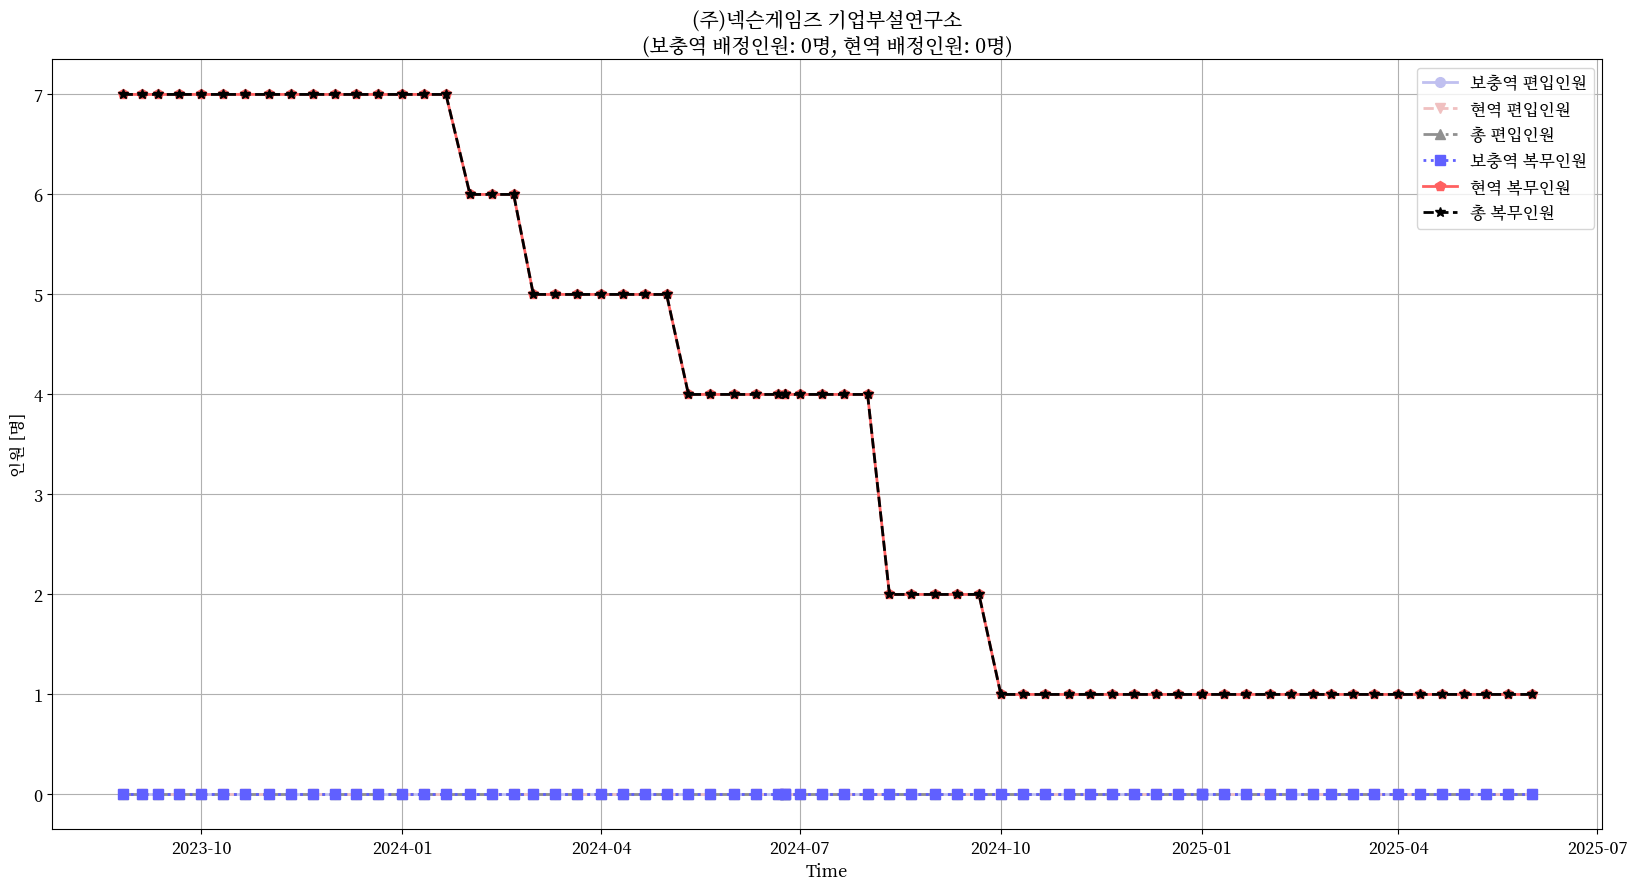 (주)넥슨게임즈 기업부설연구소
(보충역 배정인원: 0명, 현역 배정인원: 0명)
보충역 편입인원
현역 편입인원
총 편입인원
보충역 복무인원
현역 복무인원
총 복무인원
인원 [명]
7
6
5
4
3
2
1
0
2023-10
2024-01
2024-04
2024-07
2024-10
2025-01
2025-04
2025-07
Time